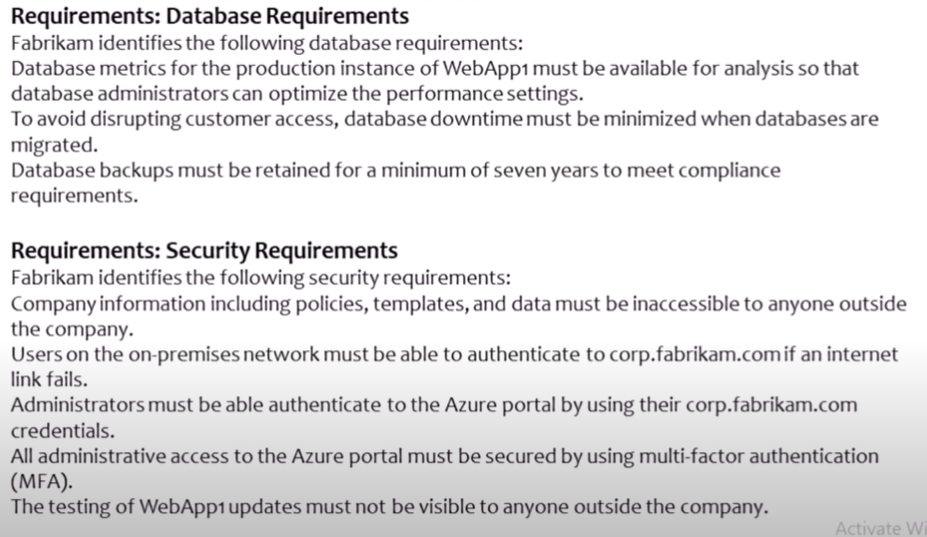 Requirements: Database Requirements
Fabrikam identifies the following database requirements:
Database metrics for the production instance of WebApp1 must be available for analysis so that
database administrators can optimize the performance settings.
To avoid disrupting customer access, database downtime must be minimized when databases are
migrated.
Database backups must be retained for a minimum of seven years to meet compliance
requirements.
Requirements: Security Requirements
Fabrikam identifies the following security requirements:
Company information including policies, templates, and data must be inaccessible to anyone outside
the company.
Users on the on-premises network must be able to authenticate to corp.fabrikam.com if an internet
link fails.
Administrators must be able authenticate to the Azure portal by using their corp.fabrikam.com
credentials.
All administrative access to the Azure portal must be secured by using multi-factor authentication
(MFA).
The testing of WebApp1 updates must not be visible to anyone outside the company.
Activate Wi